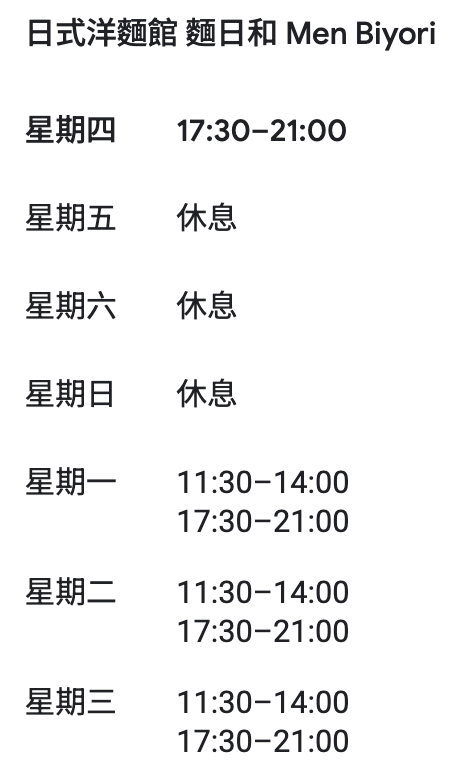 日式洋麵館 麵日和 Men Biyori
星期四 17:30–21:00
星期五 休息
星期六 休息
星期日 休息
星期一 11:30–14:00
17:30–21:00
星期二 11:30–14:00
17:30–21:00
星期三 11:30–14:00
17:30–21:00